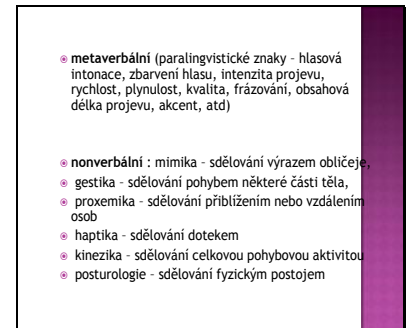 metaverbální (paralingvistické znaky - hlasová
intonace, zbarvení hlasu, intenzita projevu,
rychlost, plynulost, kvalita, frázování, obsahová
délka projevu, akcent, atd)
nonverbální : mimika - sdělování výrazem obličeje,
gestika - sdělování pohybem některé části těla,
proxemika - sdělování přiblížením nebo vzdálením
osob
haptika - sdělování dotekem
kinezika - sdělování celkovou pohybovou aktivitou
posturologie - sdělování fyzickým postojem